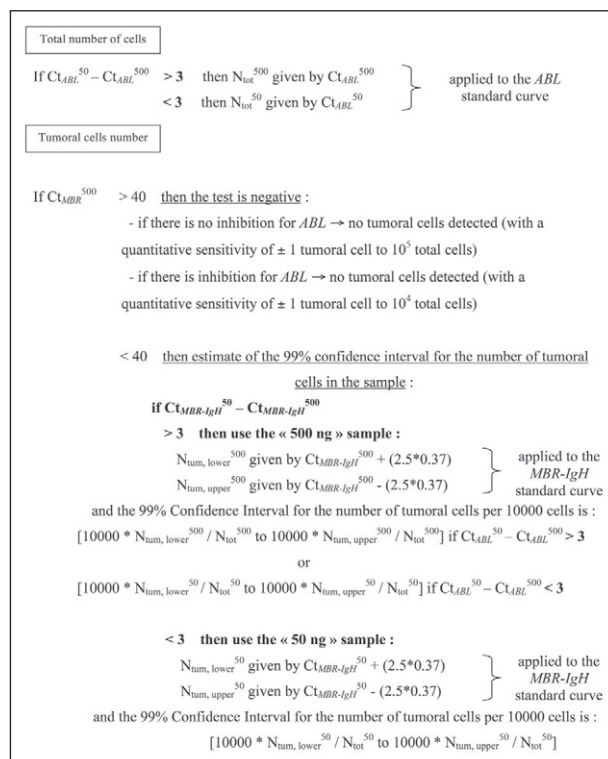 Total number of cells
If Ct_ABL^50 – Ct_ABL^500 > 3 then N_tot^500 given by Ct_ABL^500
< 3 then N_tot^50 given by Ct_ABL^50
applied to the ABL
standard curve
Tumoral cells number
If Ct_MBR^500 > 40 then the test is negative :
- if there is no inhibition for ABL → no tumoral cells detected (with a
quantitative sensitivity of ± 1 tumoral cell to 10^5 total cells)
- if there is inhibition for ABL → no tumoral cells detected (with a
quantitative sensitivity of ± 1 tumoral cell to 10^4 total cells)
< 40 then estimate of the 99% confidence interval for the number of tumoral
cells in the sample :
if Ct_MBR-IgH^50 – Ct_MBR-IgH^500
> 3 then use the « 500 ng » sample :
N_tum, lower^500 given by Ct_MBR-IgH^500 + (2.5*0.37)
N_tum, upper^500 given by Ct_MBR-IgH^500 - (2.5*0.37)
applied to the
MBR-IgH
standard curve
and the 99% Confidence Interval for the number of tumoral cells per 10000 cells is :
[10000 * N_tum, lower^500 / N_tot^500 to 10000 * N_tum, upper^500 / N_tot^500] if Ct_ABL^50 – Ct_ABL^500 > 3
or
[10000 * N_tum, lower^50 / N_tot^50 to 10000 * N_tum, upper^50 / N_tot^50] if Ct_ABL^50 – Ct_ABL^500 < 3
< 3 then use the « 50 ng » sample :
N_tum, lower^50 given by Ct_MBR-IgH^50 + (2.5*0.37)
N_tum, upper^50 given by Ct_MBR-IgH^50 - (2.5*0.37)
applied to the
MBR-IgH
standard curve
and the 99% Confidence Interval for the number of tumoral cells per 10000 cells is :
[10000 * N_tum, lower^50 / N_tot^50 to 10000 * N_tum, upper^50 / N_tot^50]